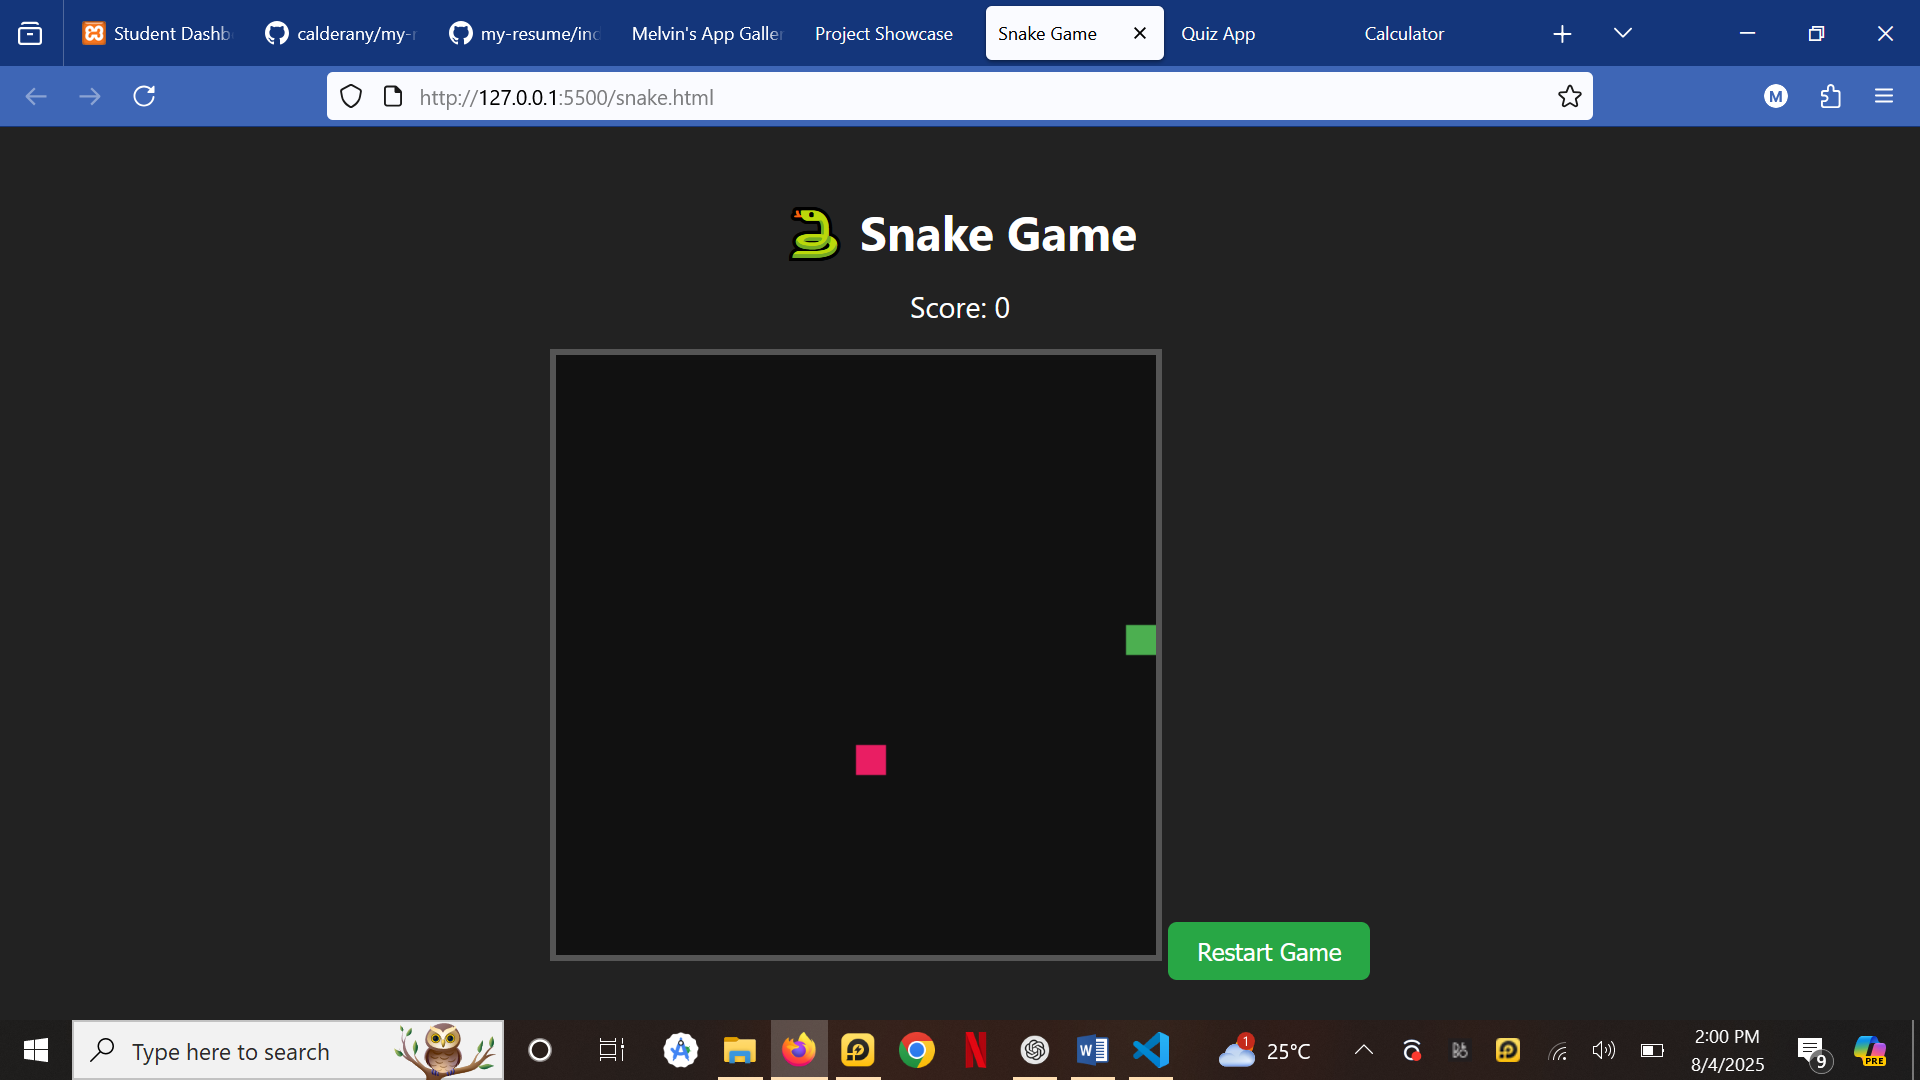 Student Dashb
calderany/my-r
my-resume/ind
Melvin's App Galler
Project Showcase
Snake Game
Quiz App
Calculator
http://127.0.0.1:5500/snake.html
M
Snake Game
Score: 0
Restart Game
Type here to search
1
25°C
2:00 PM
8/4/2025
9
PRE